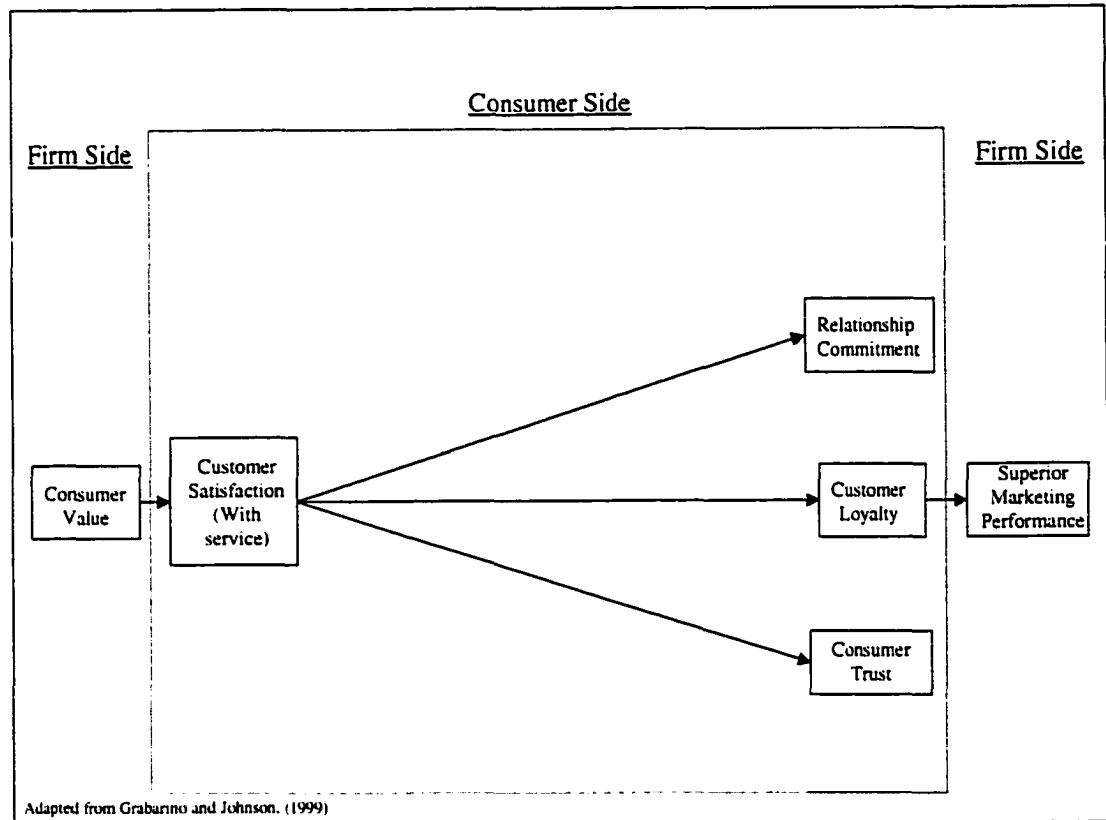 Consumer Side
Firm Side
Firm Side
Relationship
Commitment
Consumer
Value
Customer
Satisfaction
(With
service)
Customer
Loyalty
Superior
Marketing
Performance
Consumer
Trust
Adapted from Grabarino and Johnson. (1999)